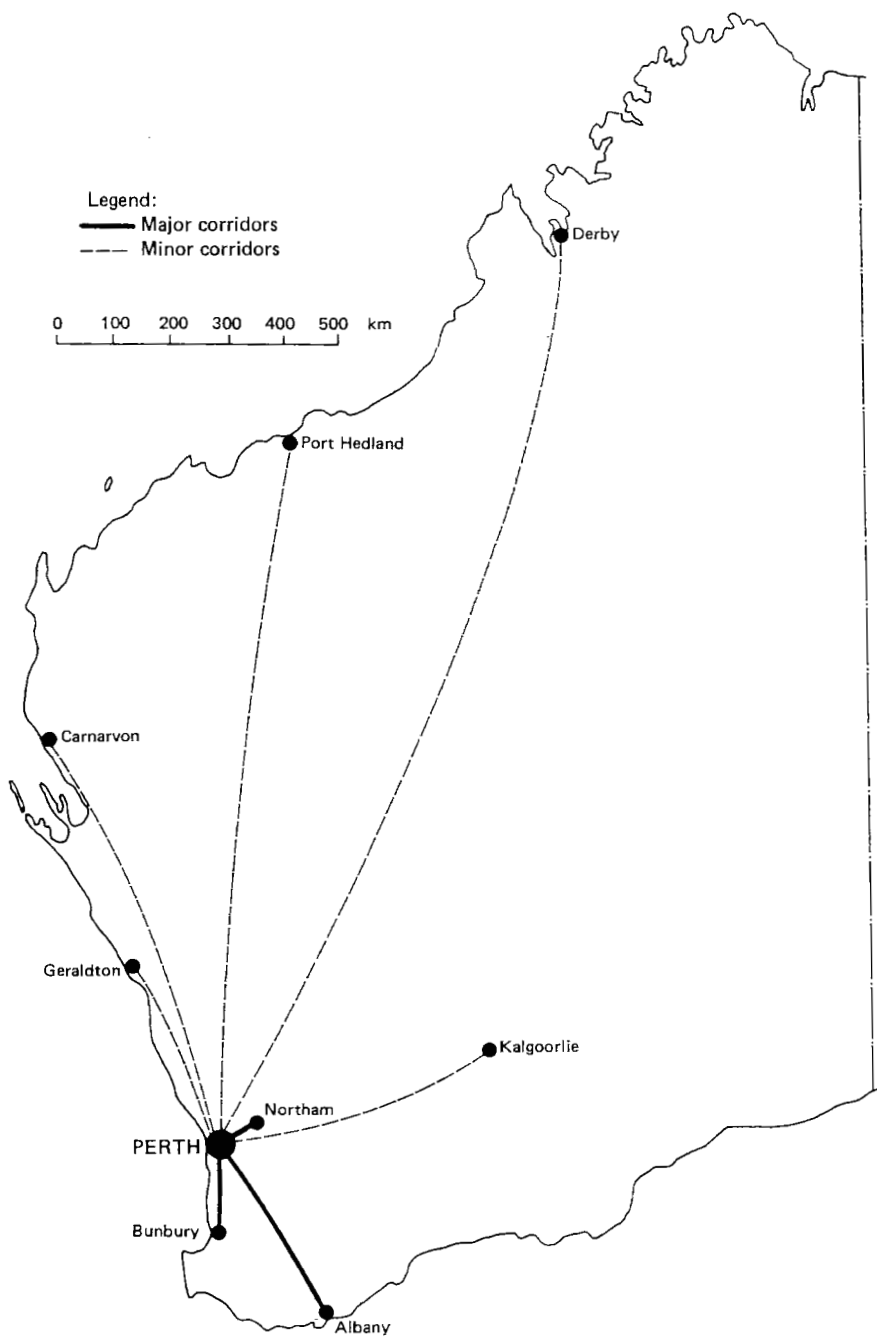 Legend:
Major corridors
Minor corridors
0 100 200 300 400 500 km
Derby
Port Hedland
Carnarvon
Geraldton
Kalgoorlie
Northam
PERTH
Bunbury
Albany